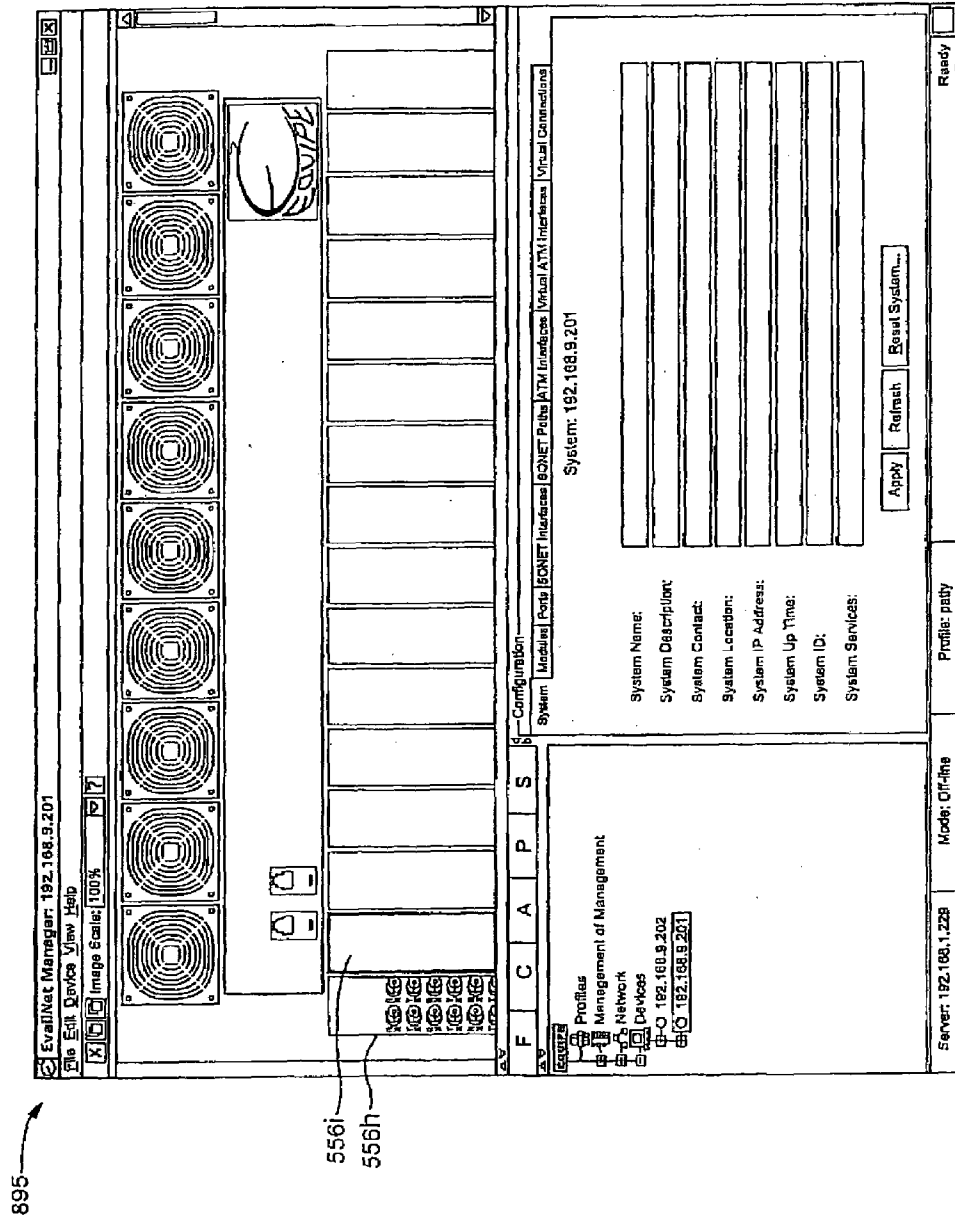 895
EvalINet Manager: 192.168.9.201
File Edit Device View Help
Image Scale: 100%
?
EQUIPE
556i
556h
F C A P S
EQUIPE
Profiles
Management of Management
Network
Devices
192.168.9.202
192.168.9.201
Configuration
System Modules Ports SONET Interfaces SONET Paths ATM Interfaces Virtual ATM Interfaces Virtual Connections
System: 192.168.9.201
System Name:
System Description:
System Contact:
System Location:
System IP Address:
System Up Time:
System ID:
System Services:
Apply Refresh Reset System...
Server: 192.168.1.229 Mode: Off-line Profile: patty Ready